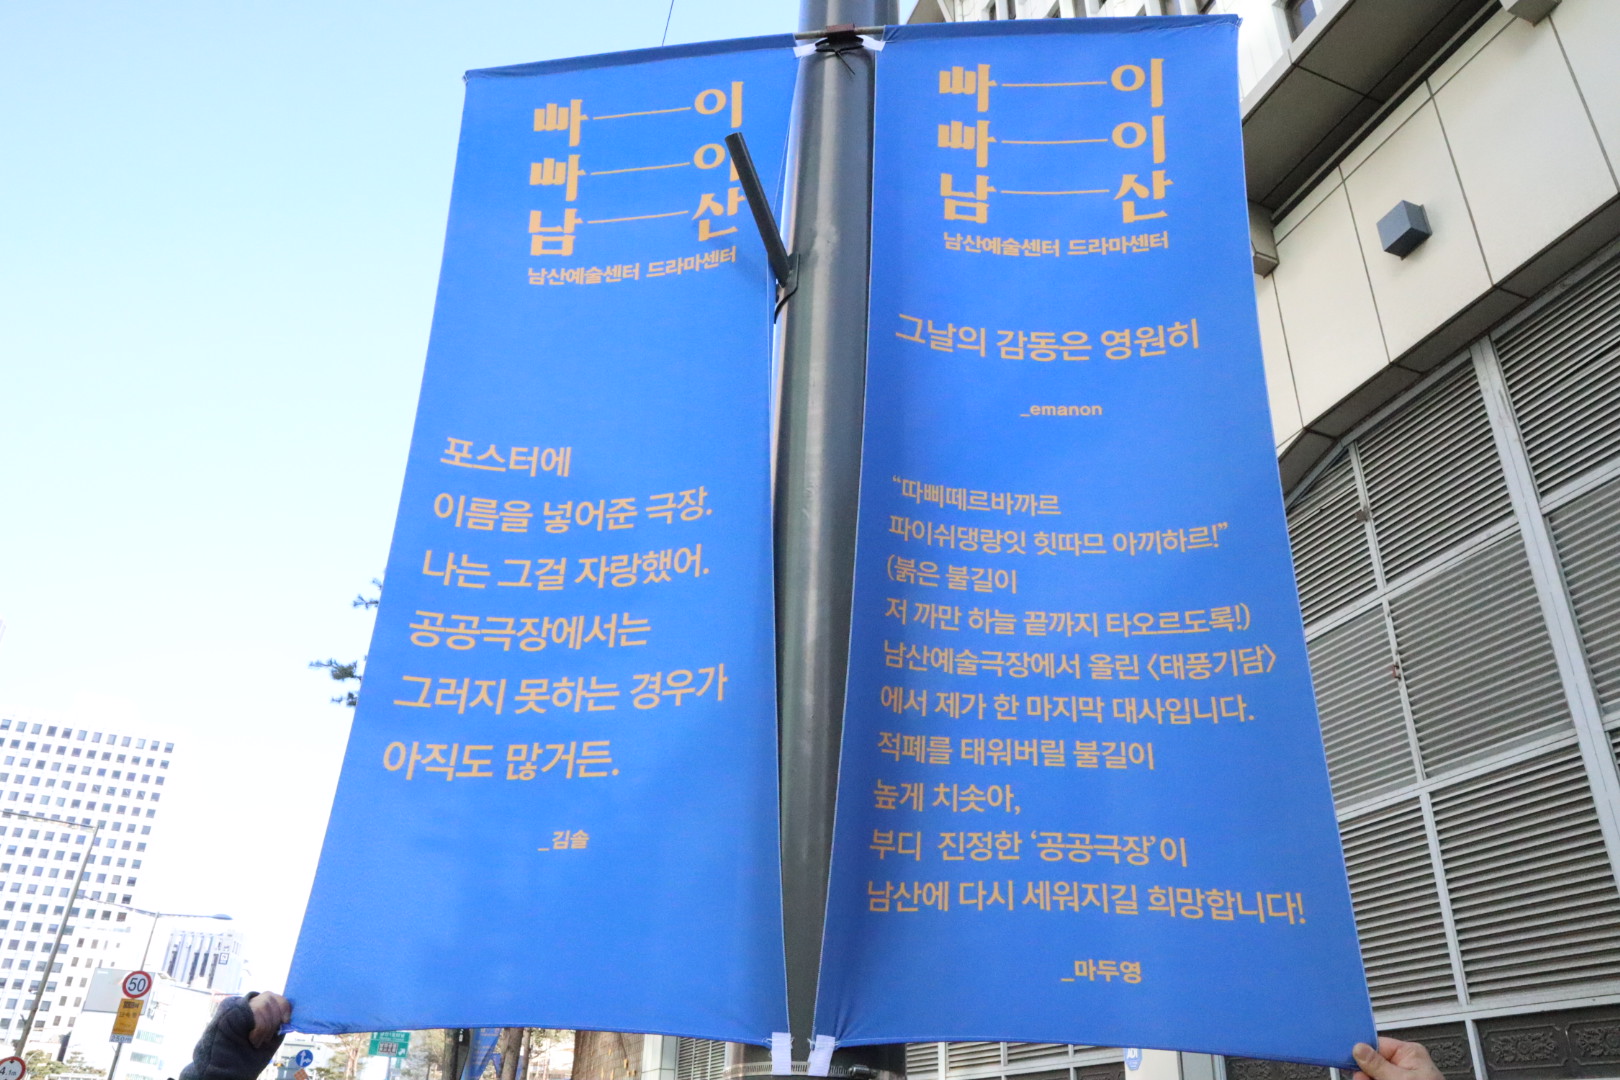 빠——이
빠——이
남——산
남산예술센터 드라마센터
포스터에
이름을 넣어준 극장.
나는 그걸 자랑했어.
공공극장에서는
그러지 못하는 경우가
아직도 많거든.
_김솔
빠——이
빠——이
남——산
남산예술센터 드라마센터
그날의 감동은 영원히
_emanon
“따삐떼르바까르
파이쉬댕랑잇 힛따므 아끼하르!”
(붉은 불길이
저 까만 하늘 끝까지 타오르도록!)
남산예술극장에서 올린 〈태풍기담〉
에서 제가 한 마지막 대사입니다.
적폐를 태워버릴 불길이
높게 치솟아,
부디 진정한 ‘공공극장’이
남산에 다시 세워지길 희망합니다!
_마두영
50